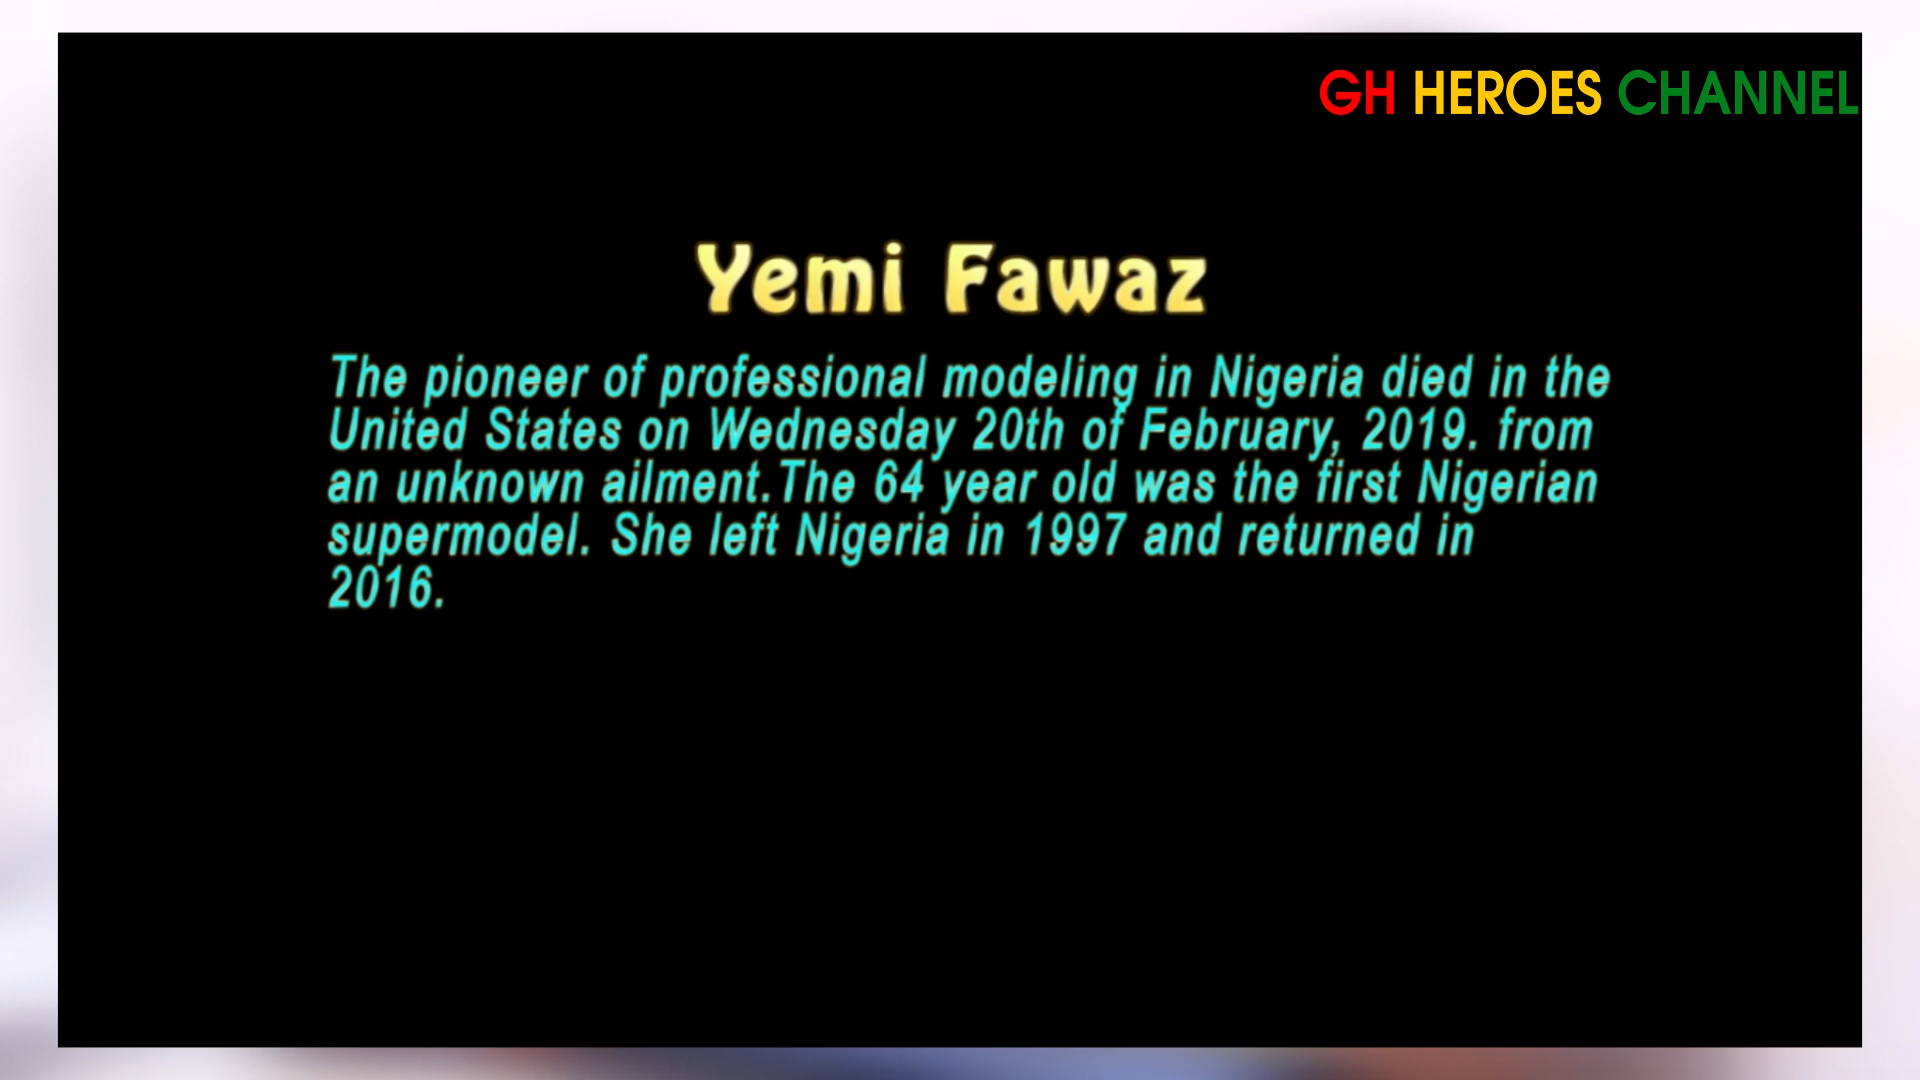 GH HEROES CHANNEL
Yemi Fawaz
The pioneer of professional modeling in Nigeria died in the
United States on Wednesday 20th of February, 2019. from
an unknown ailment.The 64 year old was the first Nigerian
supermodel. She left Nigeria in 1997 and returned in
2016.